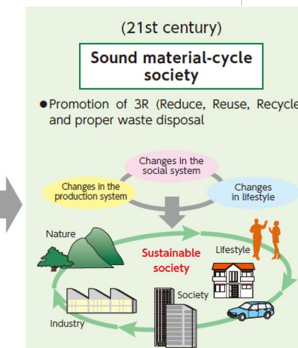 (21st century)
Sound material-cycle
society
●Promotion of 3R (Reduce, Reuse, Recycle
and proper waste disposal
Changes in the
social system
Changes in the
production system
Changes
in lifestyle
Nature
Sustainable
society
Lifestyle
Society
Industry